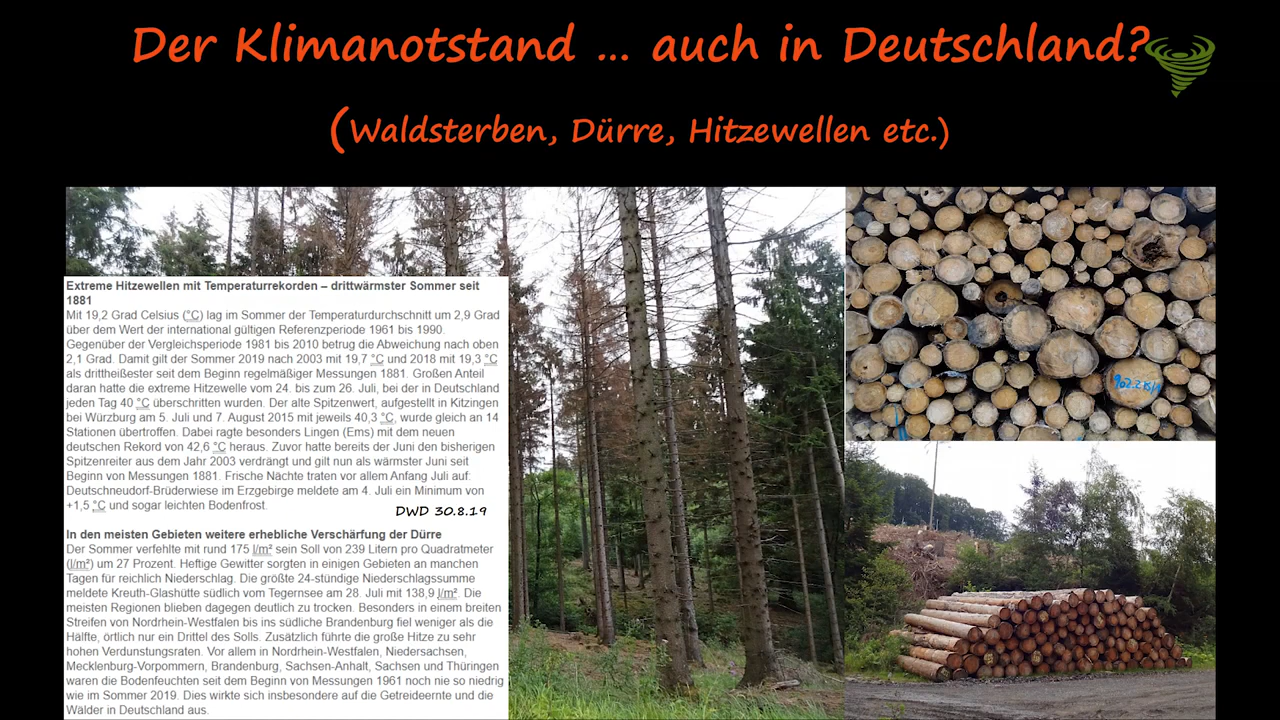 Der Klimanotstand ... auch in Deutschland?
(Waldsterben, Dürre, Hitzewellen etc.)
Extreme Hitzewellen mit Temperaturrekorden – drittwärmster Sommer seit
1881
Mit 19,2 Grad Celsius (°C) lag im Sommer der Temperaturdurchschnitt um 2,9 Grad
über dem Wert der international gültigen Referenzperiode 1961 bis 1990.
Gegenüber der Vergleichsperiode 1981 bis 2010 betrug die Abweichung nach oben
2,1 Grad. Damit gilt der Sommer 2019 nach 2003 mit 19,7 °C und 2018 mit 19,3 °C
als drittheißester seit dem Beginn regelmäßiger Messungen 1881. Großen Anteil
daran hatte die extreme Hitzewelle vom 24. bis zum 26. Juli, bei der in Deutschland
jeden Tag 40 °C überschritten wurden. Der alte Spitzenwert, aufgestellt in Kitzingen
bei Würzburg am 5. Juli und 7. August 2015 mit jeweils 40,3 °C, wurde gleich an 14
Stationen übertroffen. Dabei ragte besonders Lingen (Ems) mit dem neuen
deutschen Rekord von 42,6 °C heraus. Zuvor hatte bereits der Juni den bisherigen
Spitzenreiter aus dem Jahr 2003 verdrängt und gilt nun als wärmster Juni seit
Beginn von Messungen 1881. Frische Nächte traten vor allem Anfang Juli auf:
Deutschneudorf-Brüderwiese im Erzgebirge meldete am 4. Juli ein Minimum von
+1,5 °C und sogar leichten Bodenfrost.
DWD 30.8.19
In den meisten Gebieten weitere erhebliche Verschärfung der Dürre
Der Sommer verfehlte mit rund 175 l/m² sein Soll von 239 Litern pro Quadratmeter
(l/m²) um 27 Prozent. Heftige Gewitter sorgten in einigen Gebieten an manchen
Tagen für reichlich Niederschlag. Die größte 24-stündige Niederschlagssumme
meldete Kreuth-Glashütte südlich vom Tegernsee am 28. Juli mit 138,9 l/m². Die
meisten Regionen blieben dagegen deutlich zu trocken. Besonders in einem breiten
Streifen von Nordrhein-Westfalen bis ins südliche Brandenburg fiel weniger als die
Hälfte, örtlich nur ein Drittel des Solls. Zusätzlich führte die große Hitze zu sehr
hohen Verdunstungsraten. Vor allem in Nordrhein-Westfalen, Niedersachsen,
Mecklenburg-Vorpommern, Brandenburg, Sachsen-Anhalt, Sachsen und Thüringen
waren die Bodenfeuchten seit dem Beginn von Messungen 1961 noch nie so niedrig
wie im Sommer 2019. Dies wirkte sich insbesondere auf die Getreideernte und die
Wälder in Deutschland aus.